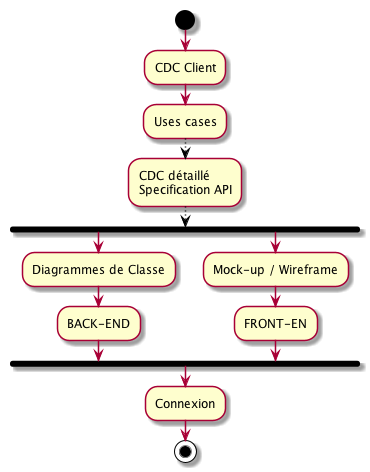 CDC Client
Uses cases
CDC détaillé
Specification API
Diagrammes de Classe
Mock-up / Wireframe
BACK-END
FRONT-EN
Connexion